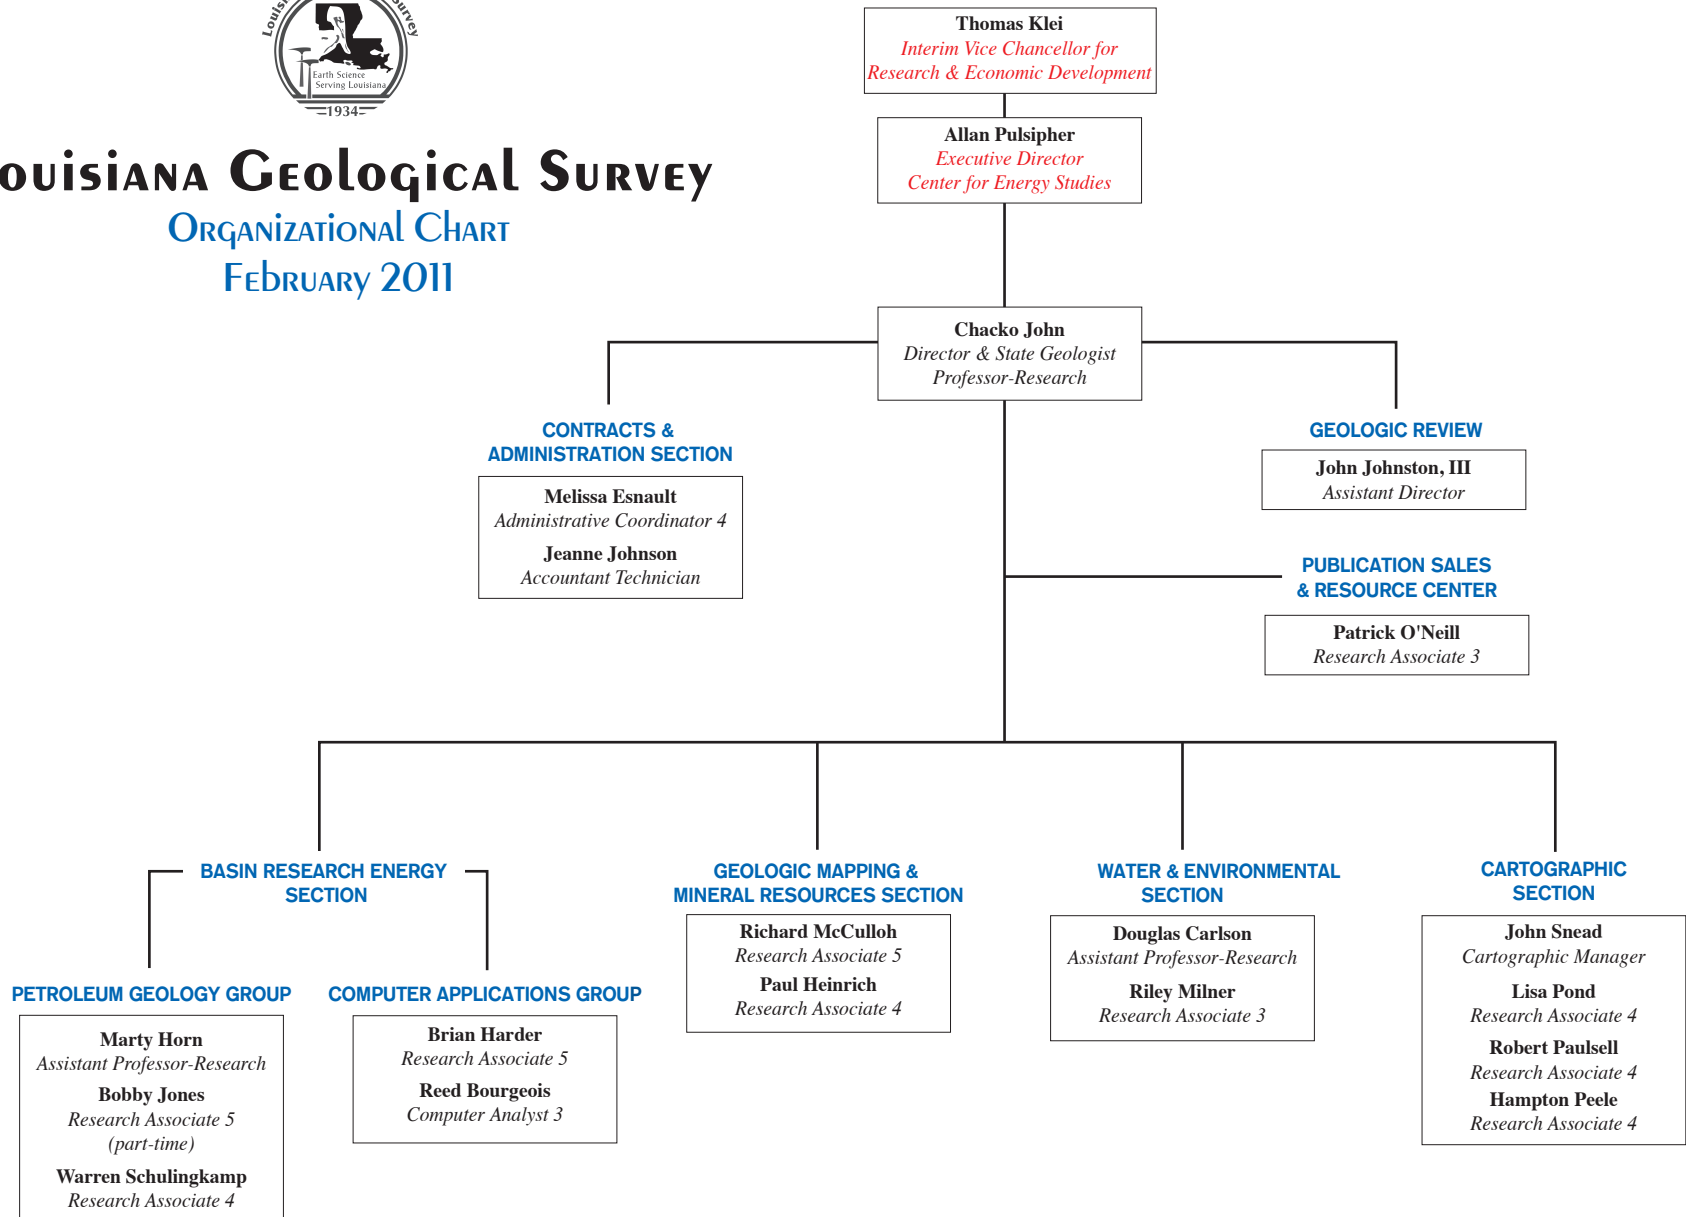 Earth Science
Serving Louisiana
1934
Geological Survey
Organizational Chart
February 2011
Thomas Klei
Interim Vice Chancellor for
Research & Economic Development
Allan Pulsipher
Executive Director
Center for Energy Studies
Chacko John
Director & State Geologist
Professor-Research
CONTRACTS &
ADMINISTRATION SECTION
Melissa Esnault
Administrative Coordinator 4
Jeanne Johnson
Accountant Technician
GEOLOGIC REVIEW
John Johnston, III
Assistant Director
PUBLICATION SALES
& RESOURCE CENTER
Patrick O'Neill
Research Associate 3
BASIN RESEARCH ENERGY
SECTION
PETROLEUM GEOLOGY GROUP
Marty Horn
Assistant Professor-Research
Bobby Jones
Research Associate 5
(part-time)
Warren Schulingkamp
Research Associate 4
COMPUTER APPLICATIONS GROUP
Brian Harder
Research Associate 5
Reed Bourgeois
Computer Analyst 3
GEOLOGIC MAPPING &
MINERAL RESOURCES SECTION
Richard McCulloh
Research Associate 5
Paul Heinrich
Research Associate 4
WATER & ENVIRONMENTAL
SECTION
Douglas Carlson
Assistant Professor-Research
Riley Milner
Research Associate 3
CARTOGRAPHIC
SECTION
John Snead
Cartographic Manager
Lisa Pond
Research Associate 4
Robert Paulsell
Research Associate 4
Hampton Peele
Research Associate 4